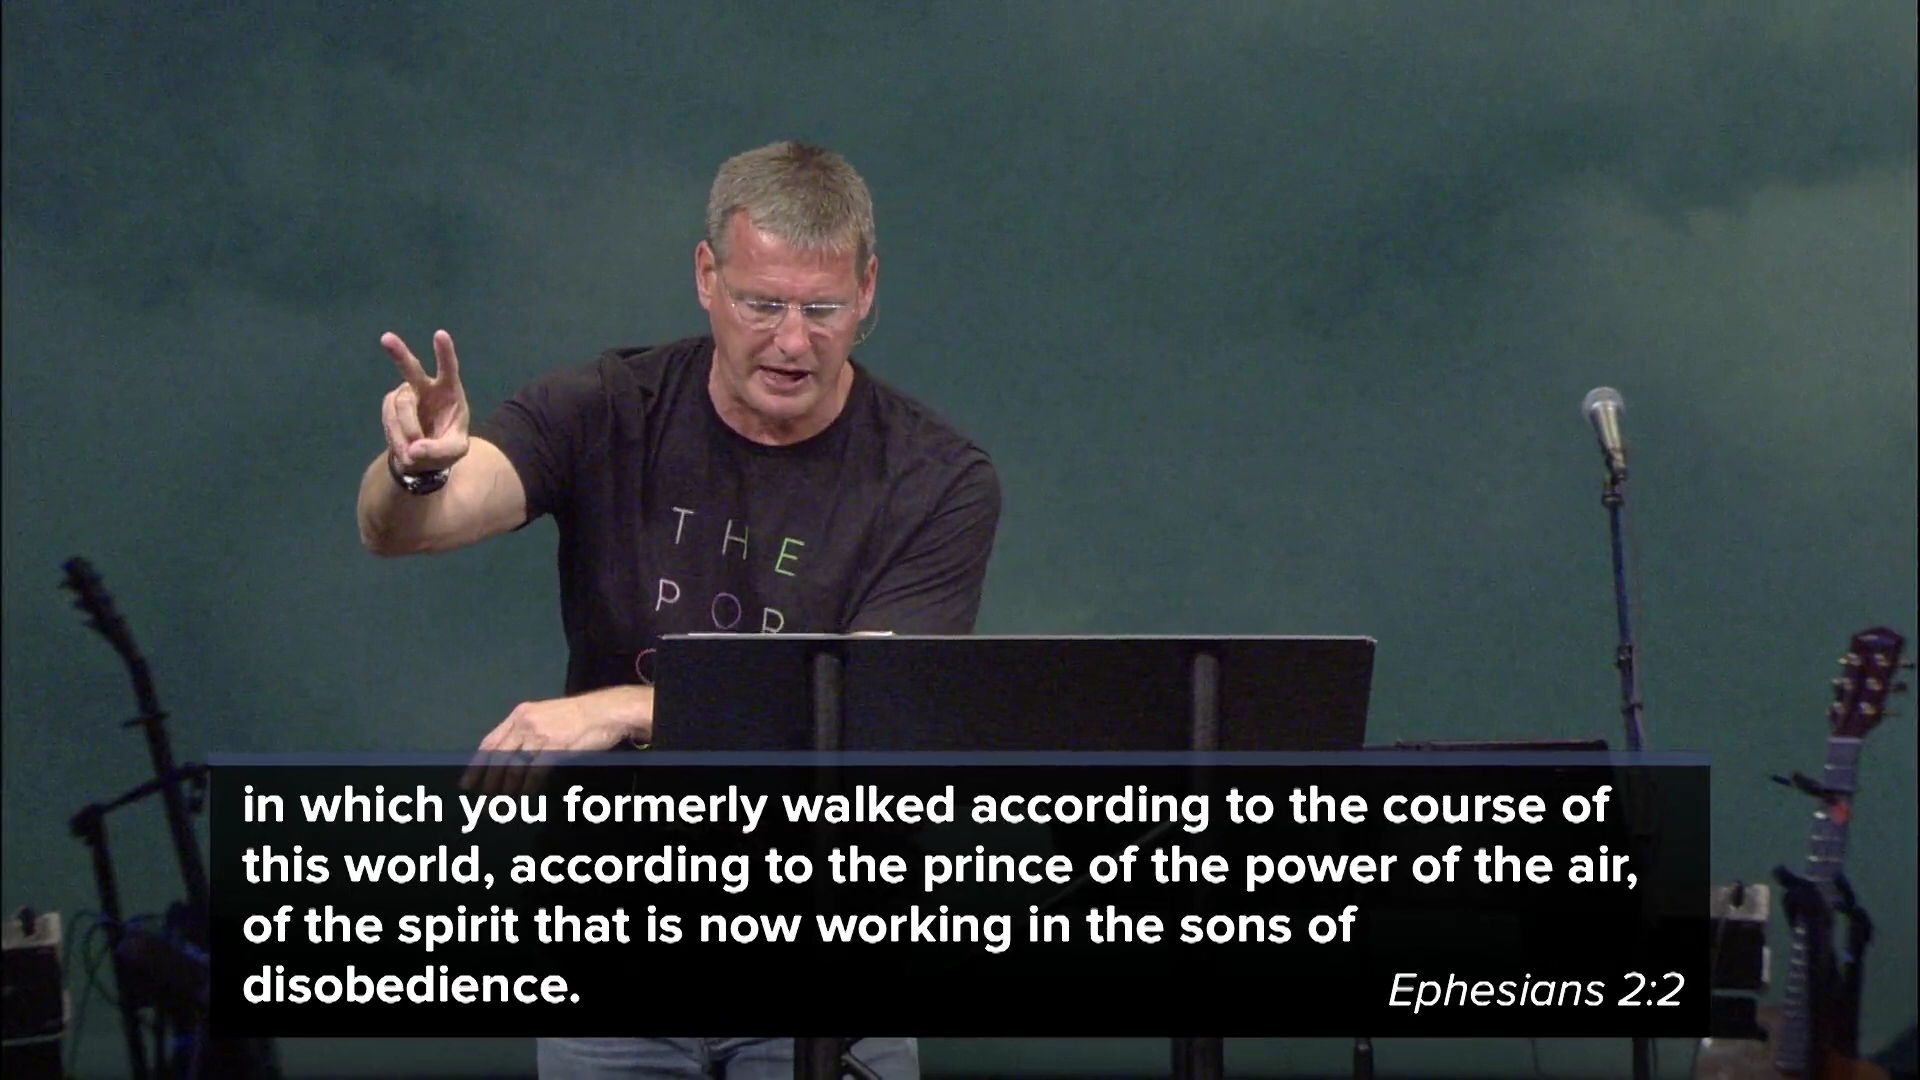 THE
POR
in which you formerly walked according to the course of
this world, according to the prince of the power of the air,
of the spirit that is now working in the sons of
disobedience.
Ephesians 2:2